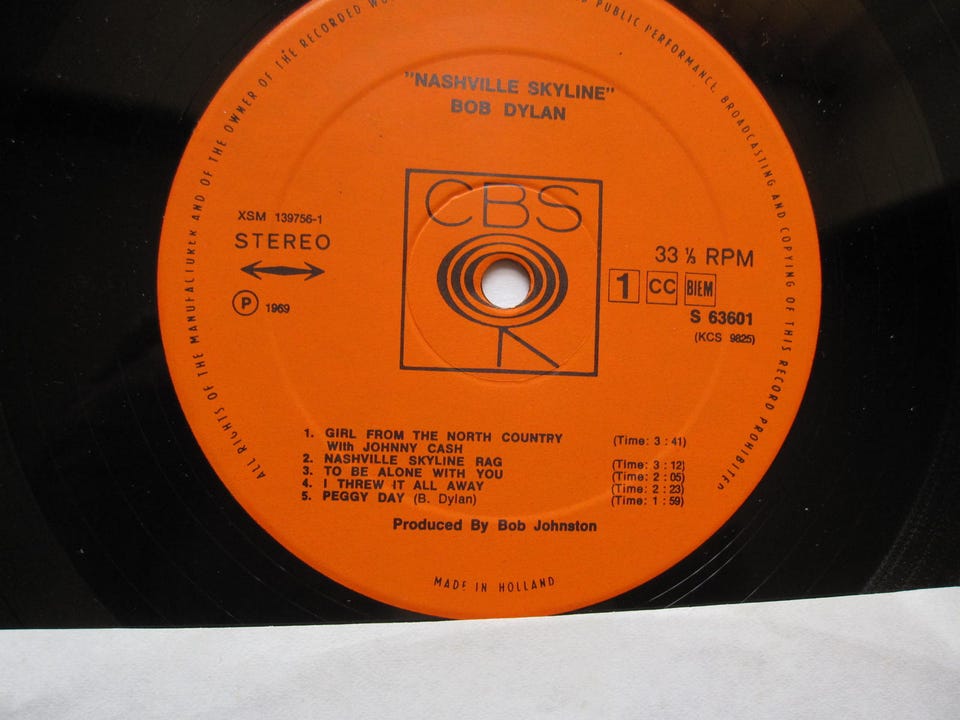 ALL RIGHTS OF THE MANUFACTURER AND OF THE OWNER OF THE RECORDED
PUBLIC PERFORMANCE, BROADCASTING AND COPYING OF THIS RECORD PROHIBITED
"NASHVILLE SKYLINE"
BOB DYLAN
CBS
XSM 139756-1
STEREO
P 1969
33 ⅓ RPM
1 CC BIEM
S 63601
(KCS 9825)
1. GIRL FROM THE NORTH COUNTRY (Time: 3 : 41)
With JOHNNY CASH
2. NASHVILLE SKYLINE RAG (Time: 3 : 12)
3. TO BE ALONE WITH YOU (Time: 2 : 05)
4. I THREW IT ALL AWAY (Time: 2 : 23)
5. PEGGY DAY (B. Dylan) (Time: 1 : 59)
Produced By Bob Johnston
MADE IN HOLLAND